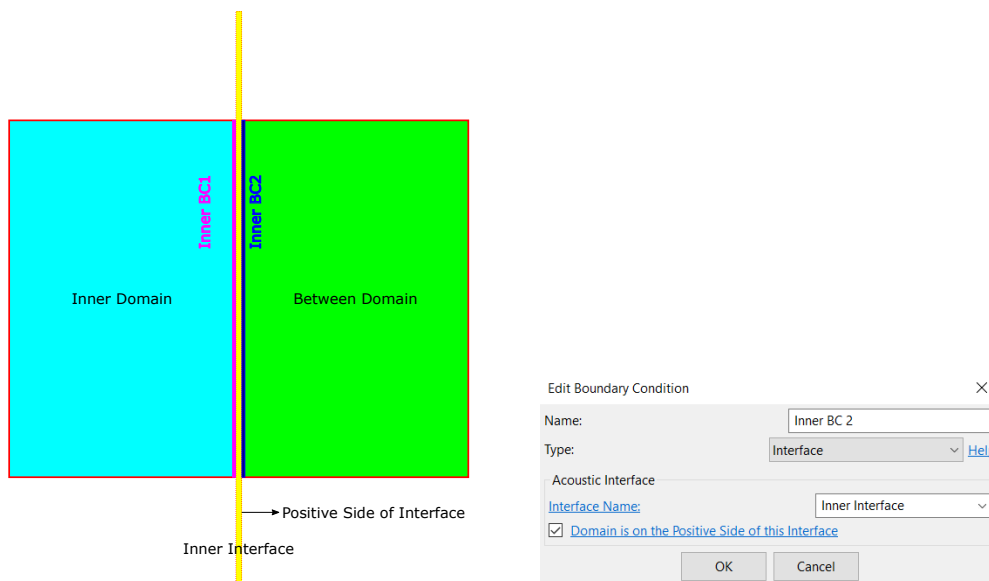 Inner BC1
Inner BC2
Inner Domain
Between Domain
Positive Side of Interface
Inner Interface
Edit Boundary Condition
Name:
Inner BC 2
Type:
Interface
Hel
Acoustic Interface
Interface Name:
Inner Interface
Domain is on the Positive Side of this Interface
OK
Cancel